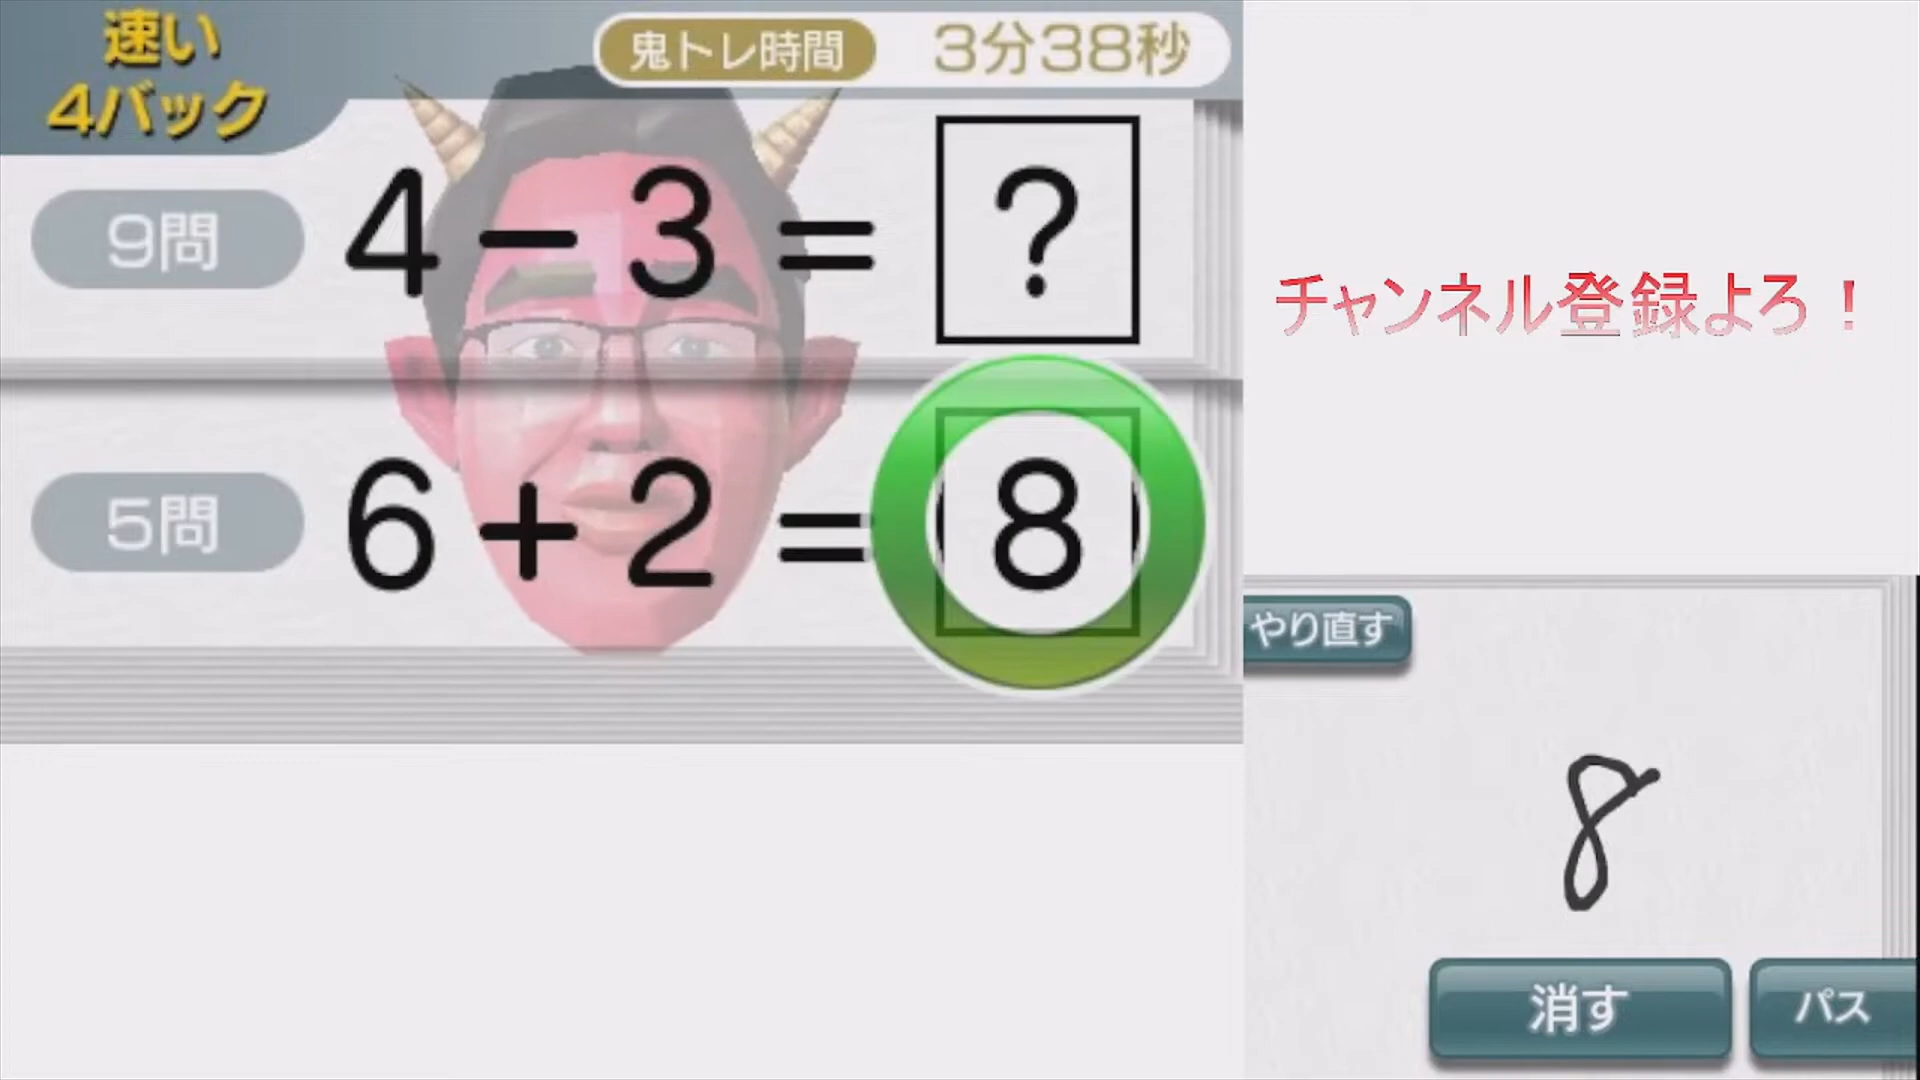 速い
4バック
鬼トレ時間 3分38秒
9問 4－3＝?
5問 6＋2＝8
チャンネル登録よろ！
やり直す
8
消す パス